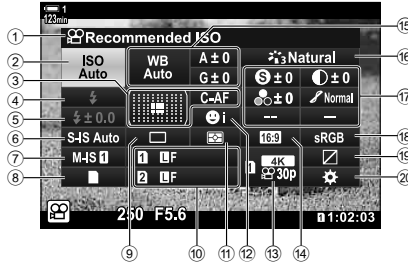 1
123min
① Recommended ISO ⑮
② ISO Auto WB Auto A±0 G±0 3 Natural ⑯
③ C-AF S±0 ±0 ±0 Normal ⑰
④ i -- —
⑤ ±0.0
⑥ S-IS Auto 16:9 sRGB ⑱
⑦ M-IS 1 1 LF 1 4K 30p ⑲
⑧ 2 LF ⑳
250 F5.6 1 1:02:03
⑨ ⑩ ⑪ ⑫ ⑬ ⑭